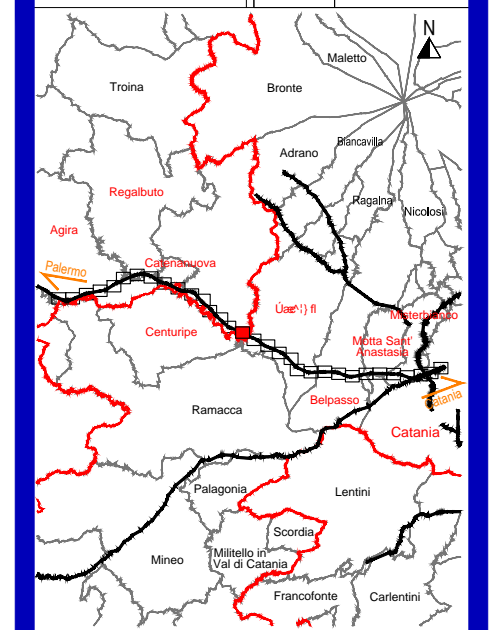 N
Maletto
Troina
Bronte
Biancavilla
Adrano
Regalbuto
Ragalna
Nicolosi
Agira
Catenanuova
Palermo
Misterbianco
Centuripe
Motta Sant'
Anastasia
Catania
Belpasso
Ramacca
Catania
Palagonia
Lentini
Scordia
Mineo
Militello in
Val di Catania
Francofonte
Carlentini